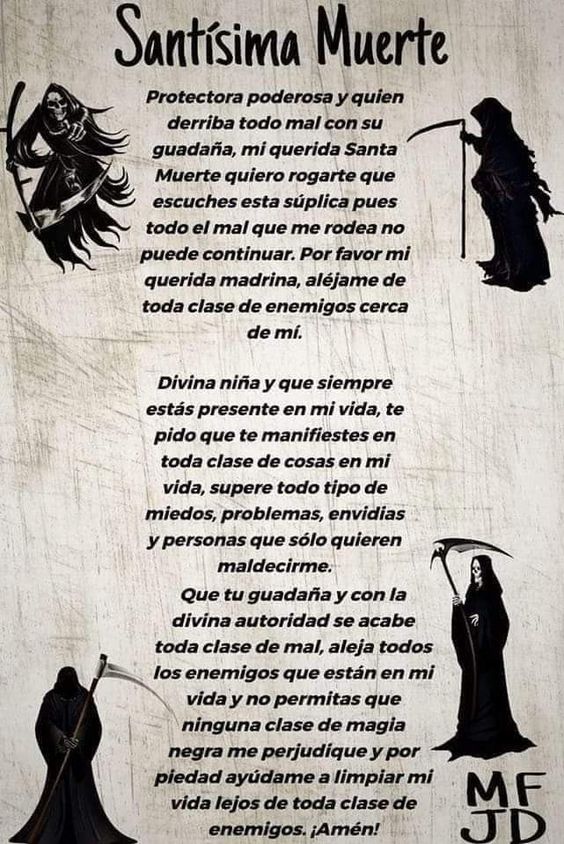 Santísima Muerte
Protectora poderosa y quien
derriba todo mal con su
guadaña, mi querida Santa
Muerte quiero rogarte que
escuches esta súplica pues
todo el mal que me rodea no
puede continuar. Por favor mi
querida madrina, aléjame de
toda clase de enemigos cerca
de mí.
Divina niña y que siempre
estás presente en mi vida, te
pido que te manifiestes en
toda clase de cosas en mi
vida, supere todo tipo de
miedos, problemas, envidias
y personas que sólo quieren
maldecirme.
Que tu guadaña y con la
divina autoridad se acabe
toda clase de mal, aleja todos
los enemigos que están en mi
vida y no permitas que
ninguna clase de magia
negra me perjudique y por
piedad ayúdame a limpiar mi
vida lejos de toda clase de
enemigos. ¡Amén!
MF
JD